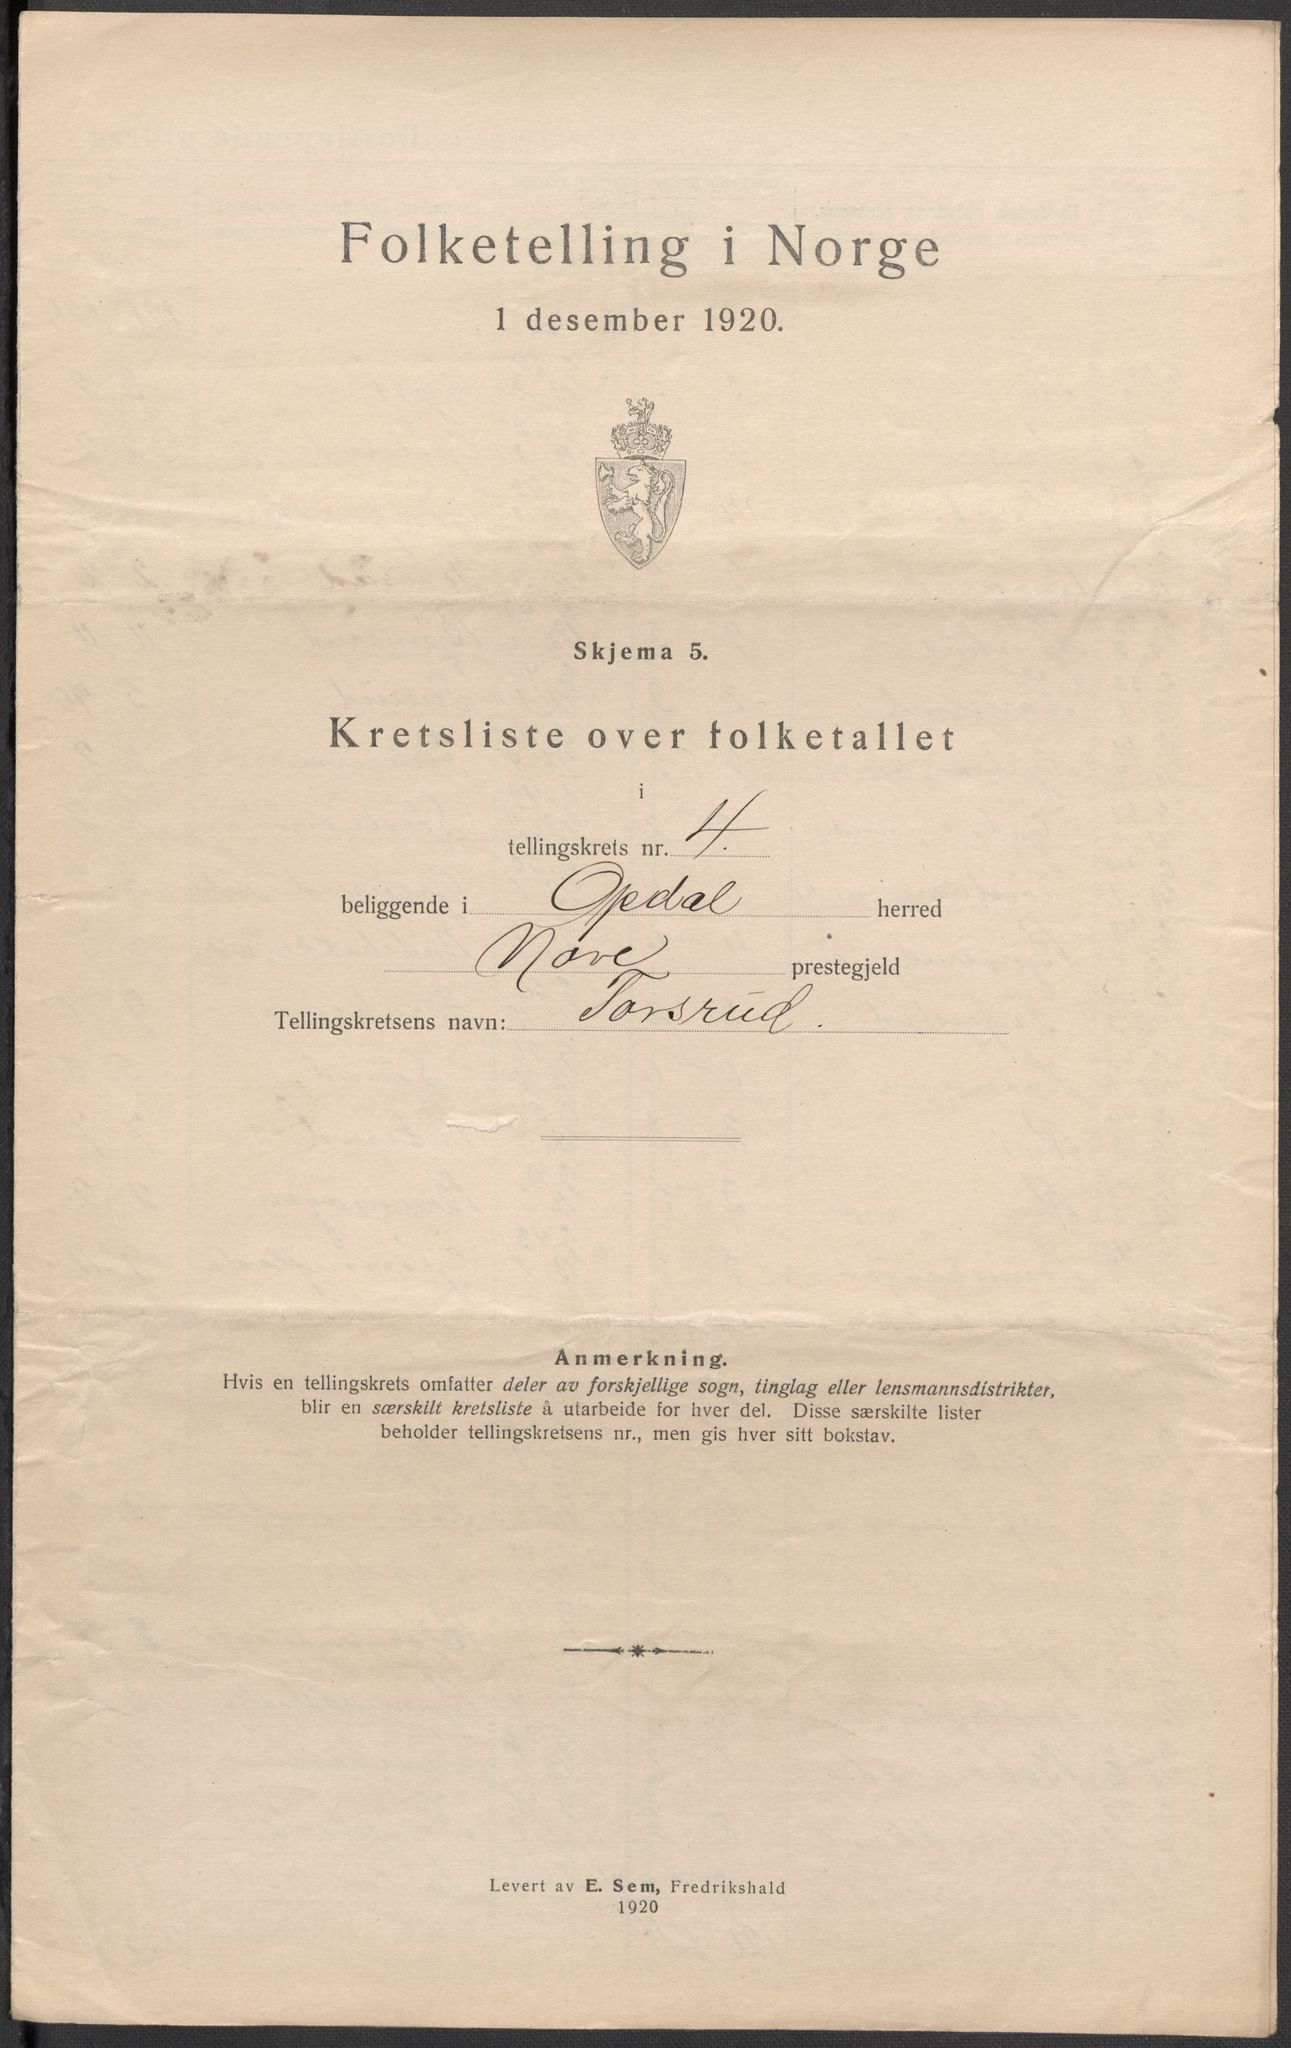 Folketelling i Norge
1 desember 1920.
Skjema 5.
Kretsliste over folketallet
i
tellingskrets nr. 4.
beliggende i Opdal herred
Nore prestegjeld
Tellingskretsens navn: Torsrud.
Anmerkning.
Hvis en tellingskrets omfatter deler av forskjellige sogn, tinglag eller lensmannsdistrikter,
blir en særskilt kretsliste å utarbeide for hver del. Disse særskilte lister
beholder tellingskretsens nr., men gis hver sitt bokstav.
Levert av E. Sem, Fredrikshald
1920